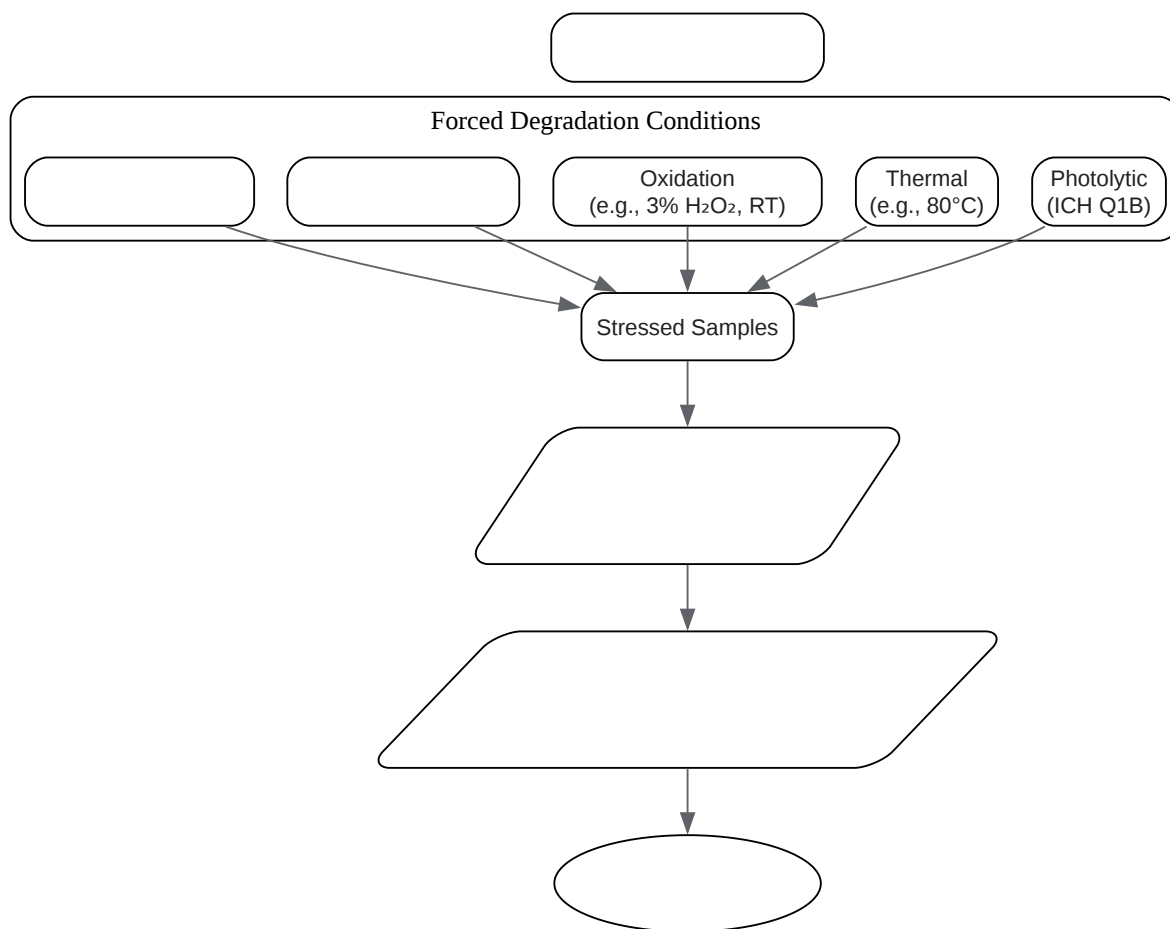 Forced Degradation Conditions
Oxidation
(e.g., 3% H₂O₂, RT)
Thermal
(e.g., 80°C)
Photolytic
(ICH Q1B)
Stressed Samples